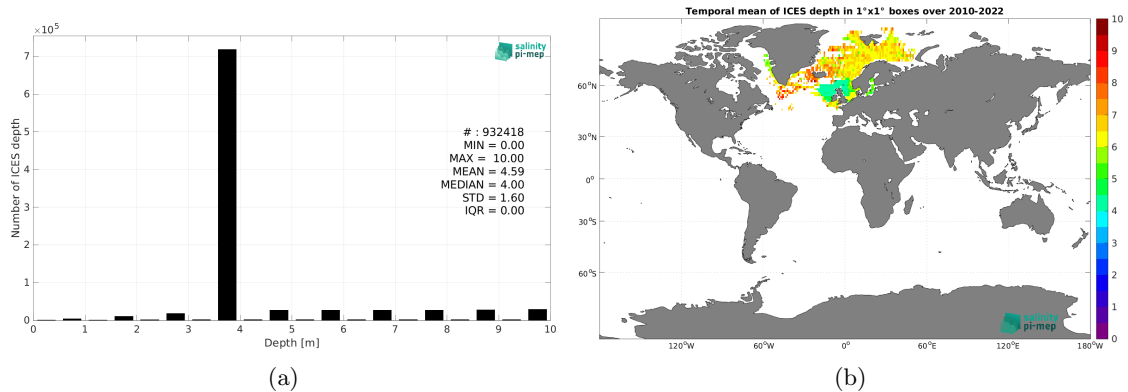 7
6
5
4
3
2
1
0
×10⁵
Number of ICES depth
0 1 2 3 4 5 6 7 8 9 10
Depth [m]
salinity
pi-mep
# : 932418
MIN = 0.00
MAX = 10.00
MEAN = 4.59
MEDIAN = 4.00
STD = 1.60
IQR = 0.00
(a)
Temporal mean of ICES depth in 1°x1° boxes over 2010-2022
60°N
30°N
0°
30°S
60°S
120°W 60°W 0° 60°E 120°E 180°W
salinity
pi-mep
10
9
8
7
6
5
4
3
2
1
0
(b)